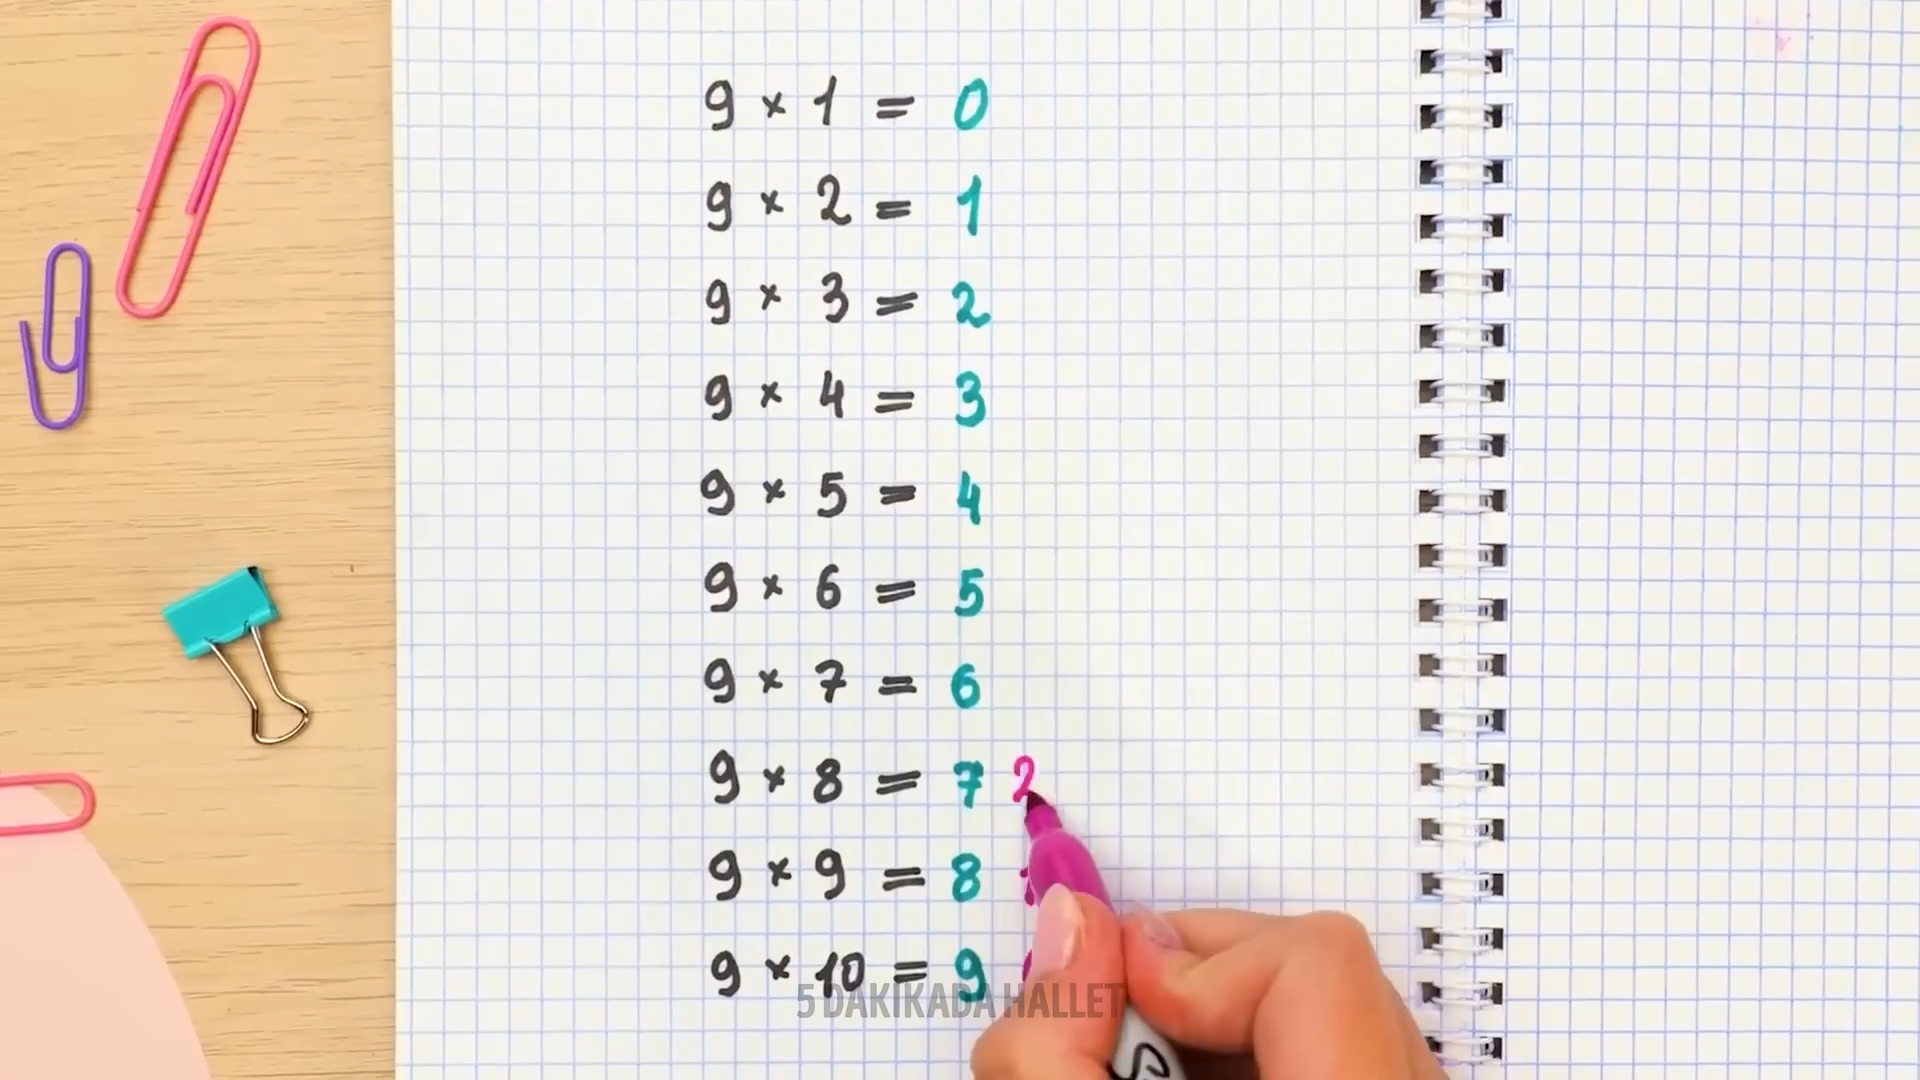 9 × 1 = 0
9 × 2 = 1
9 × 3 = 2
9 × 4 = 3
9 × 5 = 4
9 × 6 = 5
9 × 7 = 6
9 × 8 = 7 2
9 × 9 = 8
9 × 10 = 9
5 DAKIKADA HALLET